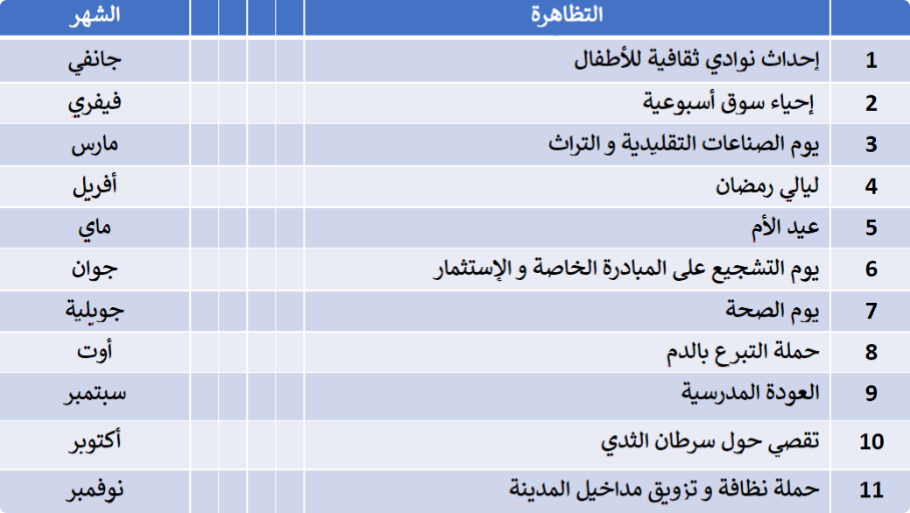 التظاهرة الشهر
1 إحداث نوادي ثقافية للأطفال جانفي
2 إحياء سوق أسبوعية فيفري
3 يوم الصناعات التقليدية و التراث مارس
4 ليالي رمضان أفريل
5 عيد الأم ماي
6 يوم التشجيع على المبادرة الخاصة و الإستثمار جوان
7 يوم الصحة جويلية
8 حملة التبرع بالدم أوت
9 العودة المدرسية سبتمبر
10 تقصي حول سرطان الثدي أكتوبر
11 حملة نظافة و تزويق مداخيل المدينة نوفمبر